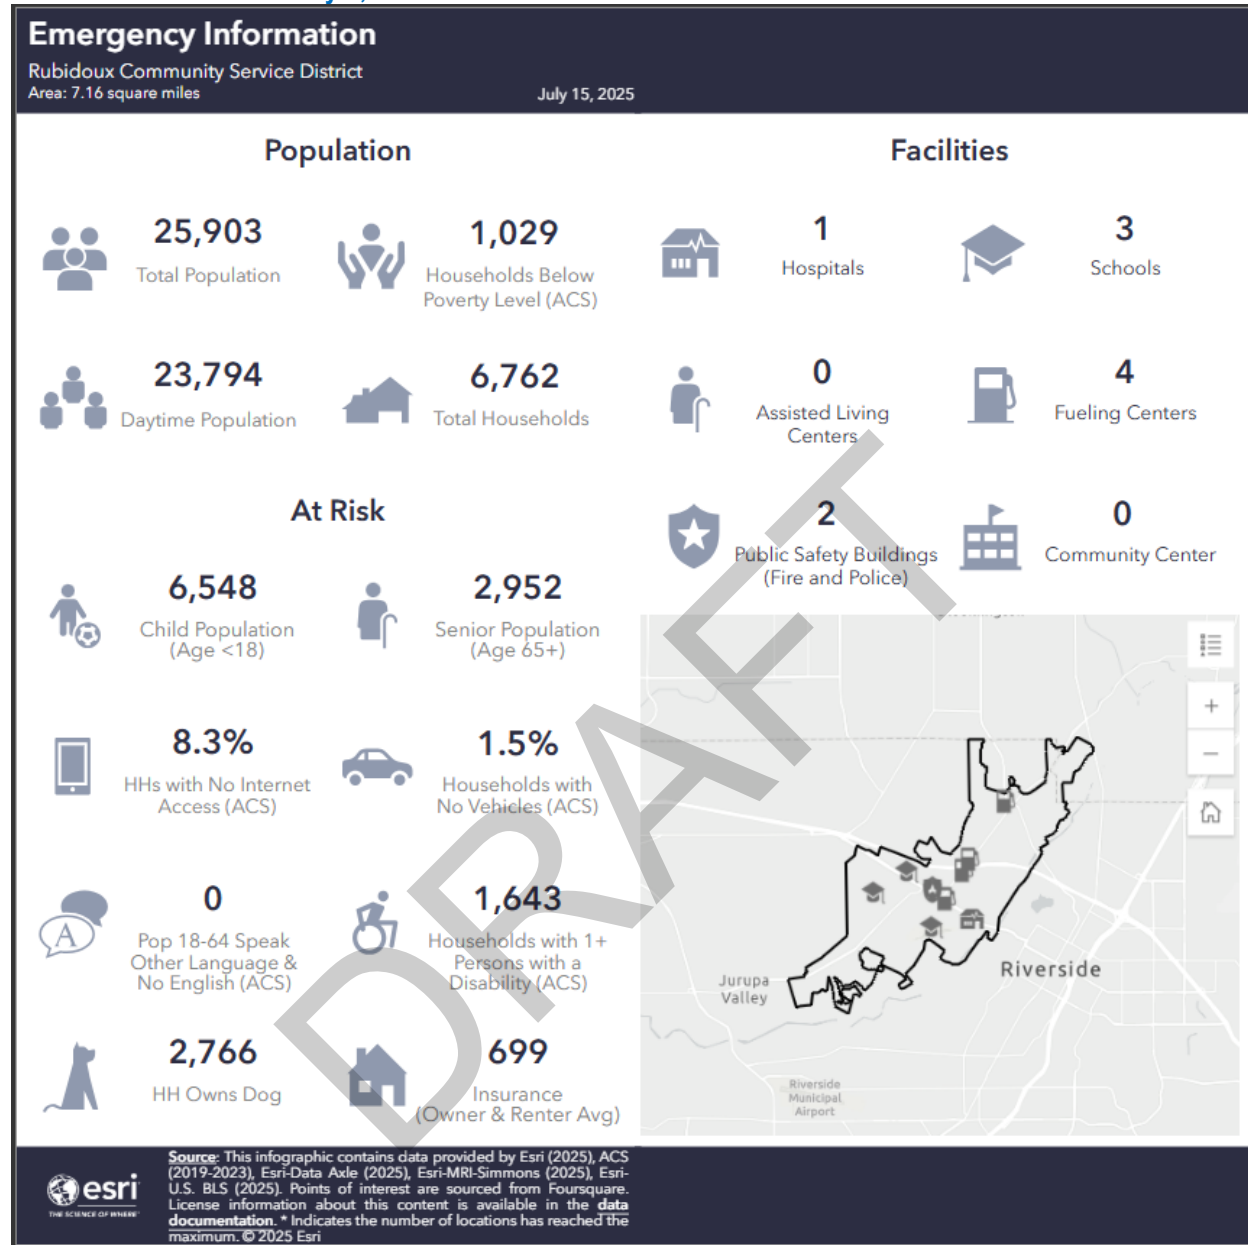 Emergency Information
Rubidoux Community Service District
Area: 7.16 square miles
July 15, 2025
Population
25,903
Total Population
1,029
Households Below
Poverty Level (ACS)
23,794
Daytime Population
6,762
Total Households
At Risk
6,548
Child Population
(Age <18)
2,952
Senior Population
(Age 65+)
8.3%
HHs with No Internet
Access (ACS)
1.5%
Households with
No Vehicles (ACS)
A
0
Pop 18-64 Speak
Other Language &
No English (ACS)
1,643
Households with 1+
Persons with a
Disability (ACS)
2,766
HH Owns Dog
699
Insurance
(Owner & Renter Avg)
Facilities
1
Hospitals
3
Schools
0
Assisted Living
Centers
4
Fueling Centers
2
Public Safety Buildings
(Fire and Police)
0
Community Center
+
−
Riverside
Jurupa
Valley
Riverside
Municipal
Airport
DRAFT
esri
THE SCIENCE OF WHERE
Source: This infographic contains data provided by Esri (2025), ACS
(2019-2023), Esri-Data Axle (2025), Esri-MRI-Simmons (2025), Esri-
U.S. BLS (2025). Points of interest are sourced from Foursquare.
License information about this content is available in the data
documentation. * Indicates the number of locations has reached the
maximum. © 2025 Esri